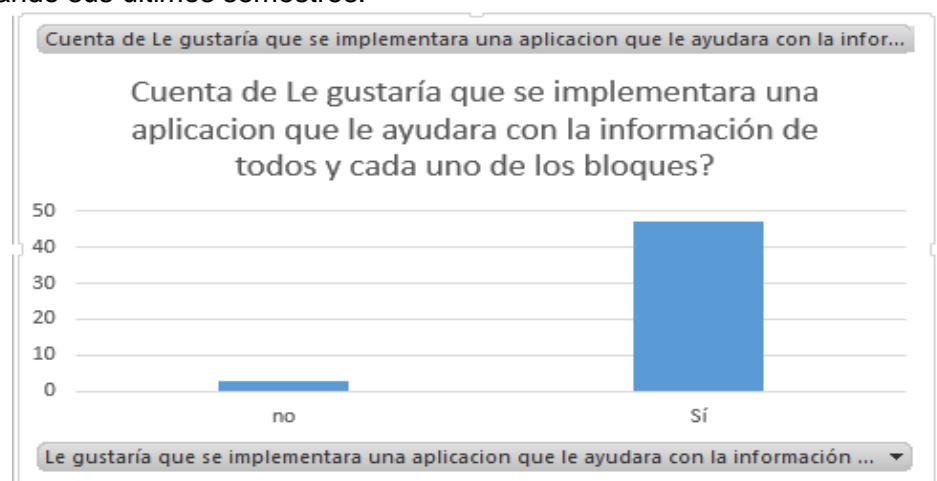 sus últimos semestres.
Cuenta de Le gustaría que se implementara una aplicacion que le ayudara con la infor...
Cuenta de Le gustaría que se implementara una
aplicacion que le ayudara con la información de
todos y cada uno de los bloques?
50
40
30
20
10
0
no
Sí
Le gustaría que se implementara una aplicacion que le ayudara con la información ...